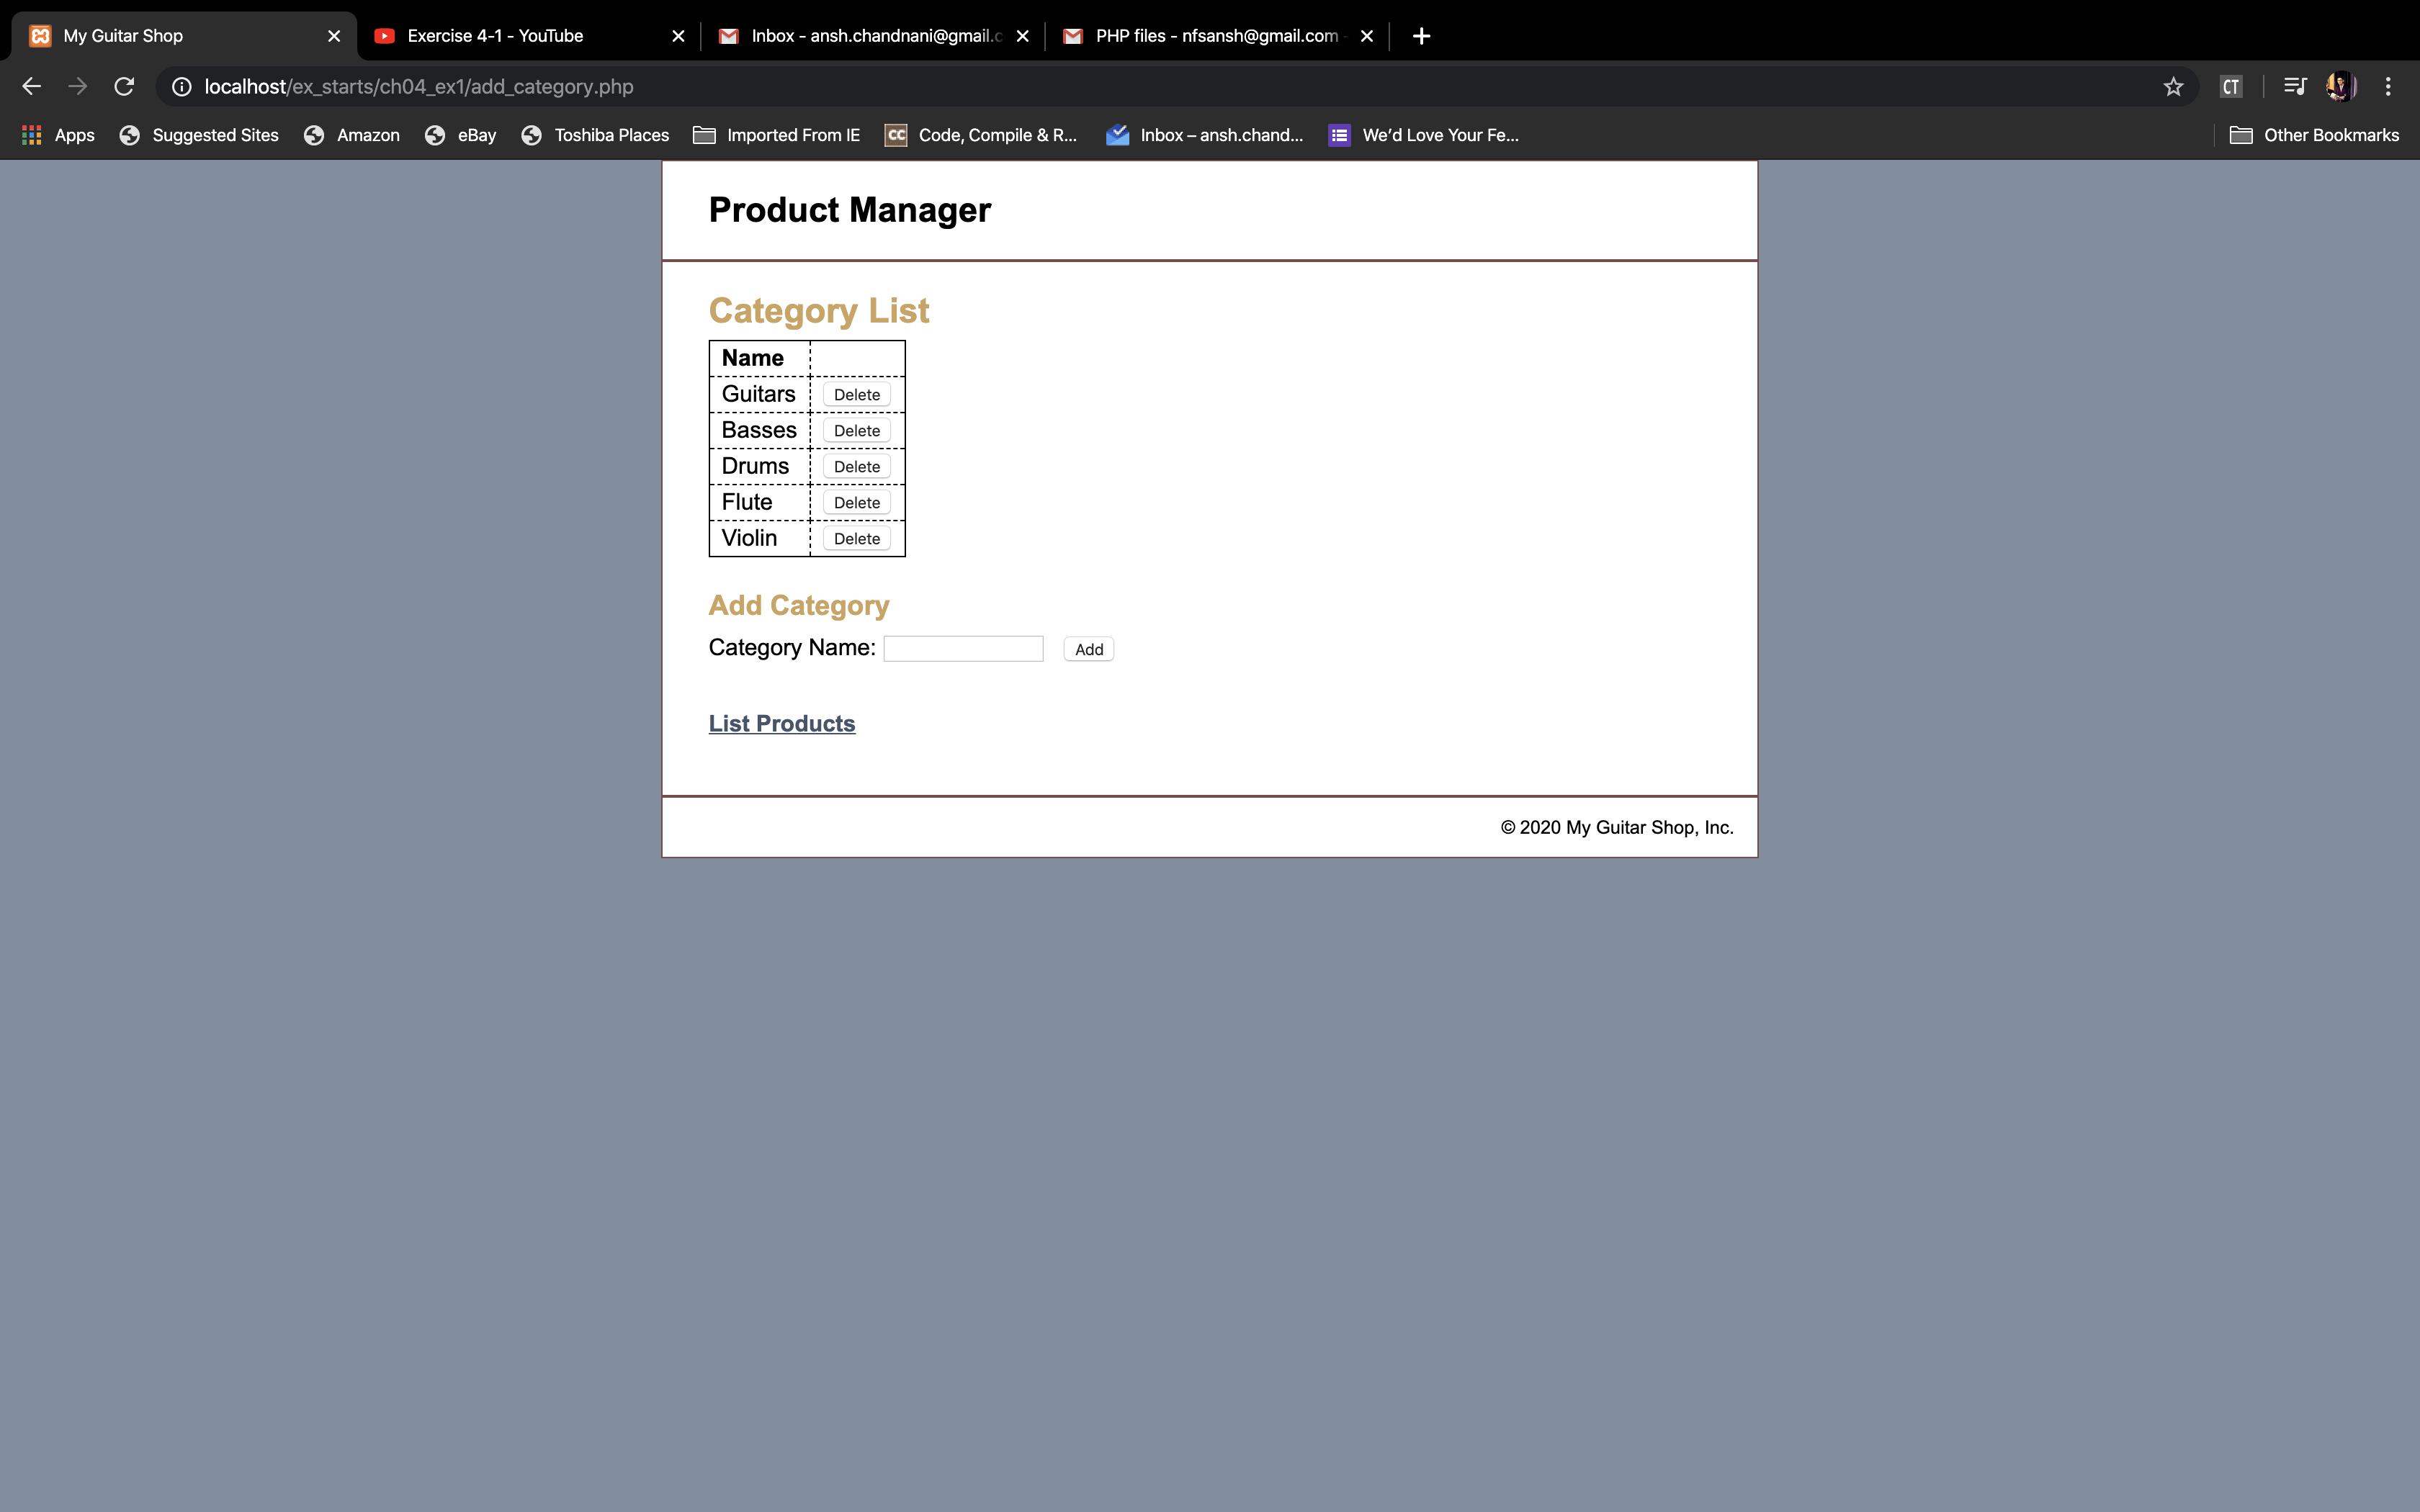 My Guitar Shop
Exercise 4-1 - YouTube
Inbox - ansh.chandnani@gmail.c
PHP files - nfsansh@gmail.com -
localhost/ex_starts/ch04_ex1/add_category.php
CT
Apps
Suggested Sites
Amazon
eBay
Toshiba Places
Imported From IE
CC
Code, Compile & R...
Inbox – ansh.chand...
We'd Love Your Fe...
Other Bookmarks
Product Manager
Category List
Name
Guitars Delete
Basses Delete
Drums Delete
Flute Delete
Violin Delete
Add Category
Category Name: Add
List Products
© 2020 My Guitar Shop, Inc.